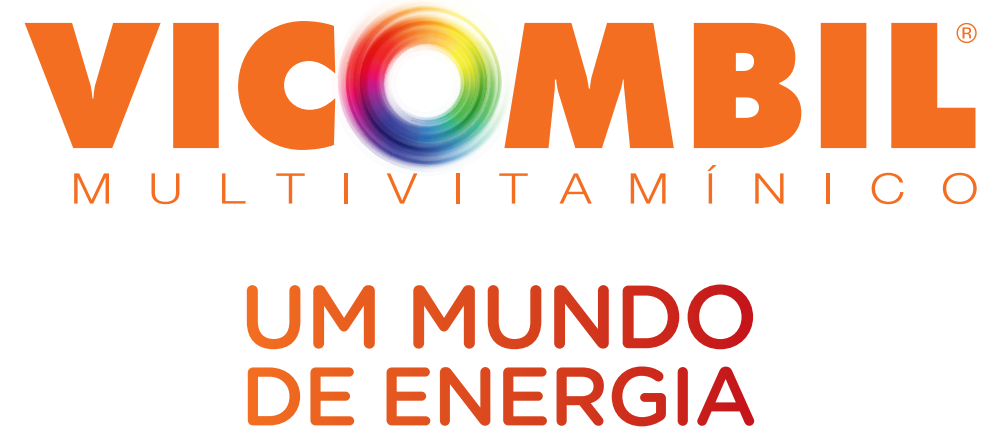 VICOMBIL®
MULTIVITAMÍNICO
UM MUNDO
DE ENERGIA